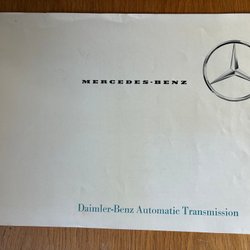 MERCEDES-BENZ
Daimler-Benz Automatic Transmission